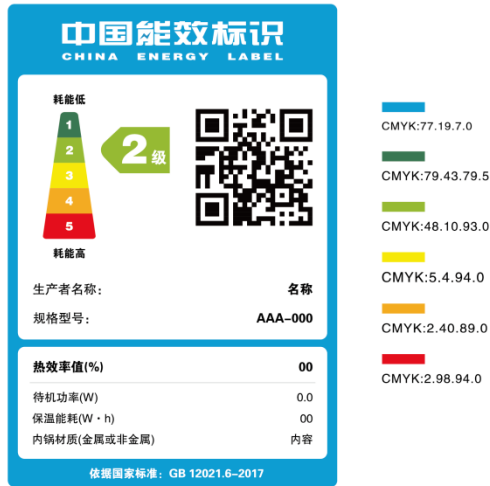 中国能效标识
CHINA ENERGY LABEL
耗能低
1
2
3
4
5
耗能高
2级
生产者名称： 名称
规格型号： AAA-000
热效率值(%) 00
待机功率(W) 0.0
保温能耗(W·h) 00
内锅材质(金属或非金属) 内容
依据国家标准：GB 12021.6-2017
CMYK:77.19.7.0
CMYK:79.43.79.5
CMYK:48.10.93.0
CMYK:5.4.94.0
CMYK:2.40.89.0
CMYK:2.98.94.0